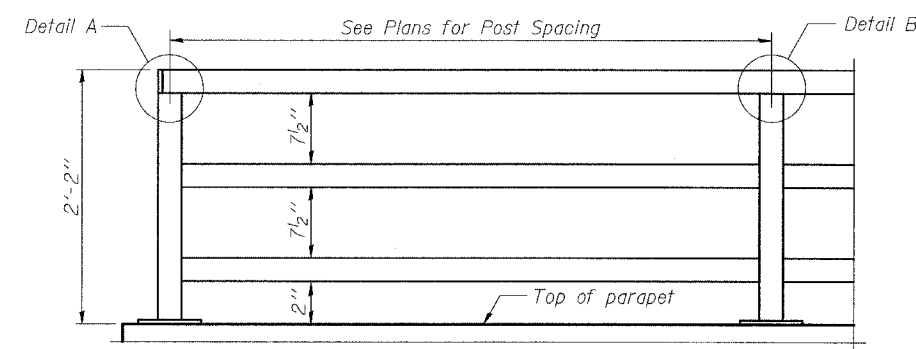 Detail A
See Plans for Post Spacing
Detail B
2'-2"
7½"
7½"
2"
Top of parapet